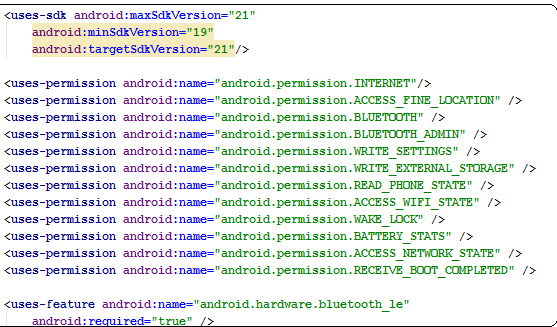 <uses-sdk android:maxSdkVersion="21"
android:minSdkVersion="19"
android:targetSdkVersion="21"/>
<uses-permission android:name="android.permission.INTERNET"/>
<uses-permission android:name="android.permission.ACCESS_FINE_LOCATION" />
<uses-permission android:name="android.permission.BLUETOOTH" />
<uses-permission android:name="android.permission.BLUETOOTH_ADMIN" />
<uses-permission android:name="android.permission.WRITE_SETTINGS" />
<uses-permission android:name="android.permission.WRITE_EXTERNAL_STORAGE" />
<uses-permission android:name="android.permission.READ_PHONE_STATE" />
<uses-permission android:name="android.permission.ACCESS_WIFI_STATE" />
<uses-permission android:name="android.permission.WAKE_LOCK" />
<uses-permission android:name="android.permission.BATTERY_STATS" />
<uses-permission android:name="android.permission.ACCESS_NETWORK_STATE" />
<uses-permission android:name="android.permission.RECEIVE_BOOT_COMPLETED" />
<uses-feature android:name="android.hardware.bluetooth_le"
android:required="true" />